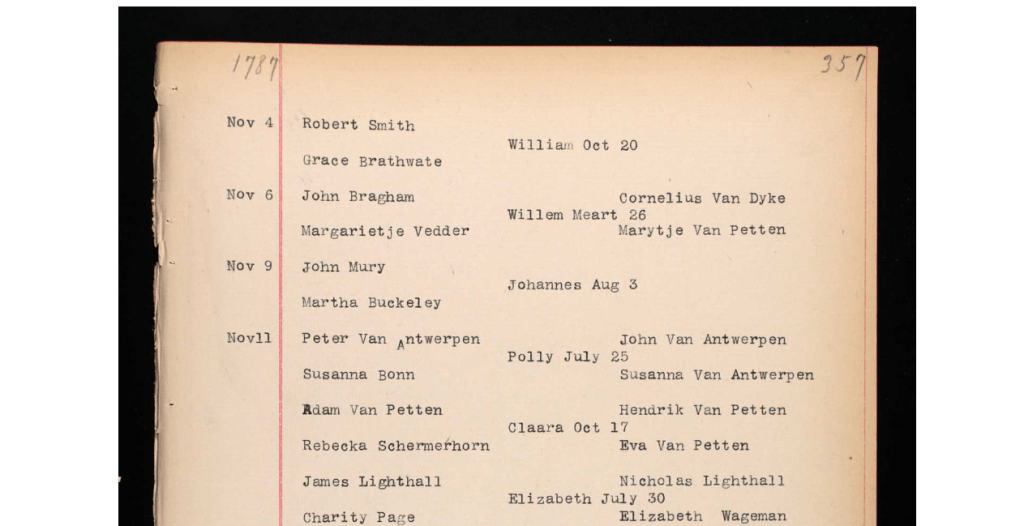 1787 357
Nov 4 Robert Smith
William Oct 20
Grace Brathwate
Nov 6 John Bragham Cornelius Van Dyke
Willem Meart 26
Margarietje Vedder Marytje Van Petten
Nov 9 John Mury
Johannes Aug 3
Martha Buckeley
Nov11 Peter Van Antwerpen John Van Antwerpen
Polly July 25
Susanna Bonn Susanna Van Antwerpen
Adam Van Petten Hendrik Van Petten
Claara Oct 17
Rebecka Schermerhorn Eva Van Petten
James Lighthall Nicholas Lighthall
Elizabeth July 30
Charity Page Elizabeth Wageman